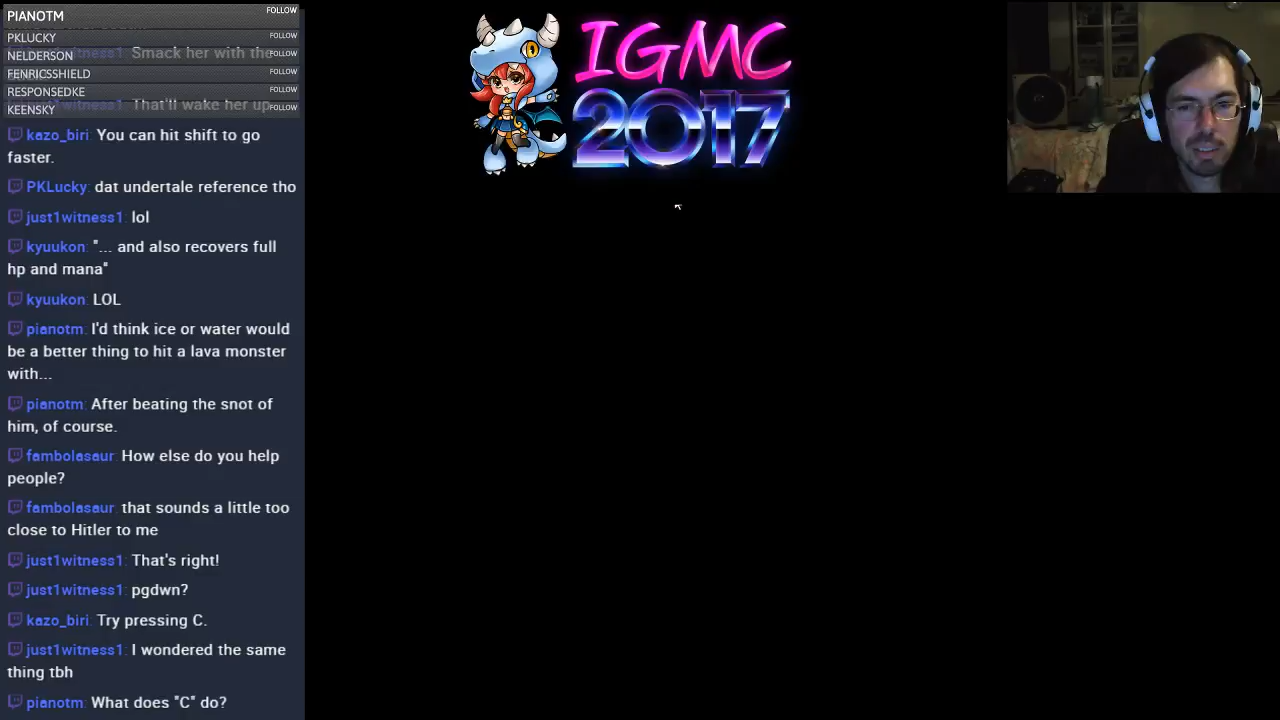 PIANOTM FOLLOW
PKLUCKY FOLLOW
NELDERSON FOLLOW
Smack her with the
FENRICSSHIELD FOLLOW
RESPONSEDKE FOLLOW
That'll wake her up.
KEENSKY FOLLOW
kazo_biri: You can hit shift to go
faster.
PKLucky: dat undertale reference tho
just1witness1: lol
kyuukon: "... and also recovers full
hp and mana"
kyuukon: LOL
pianotm: I'd think ice or water would
be a better thing to hit a lava monster
with...
pianotm: After beating the snot of
him, of course.
fambolasaur: How else do you help
people?
fambolasaur: that sounds a little too
close to Hitler to me
just1witness1: That's right!
just1witness1: pgdwn?
kazo_biri: Try pressing C.
just1witness1: I wondered the same
thing tbh
pianotm: What does "C" do?
IGMC
2017